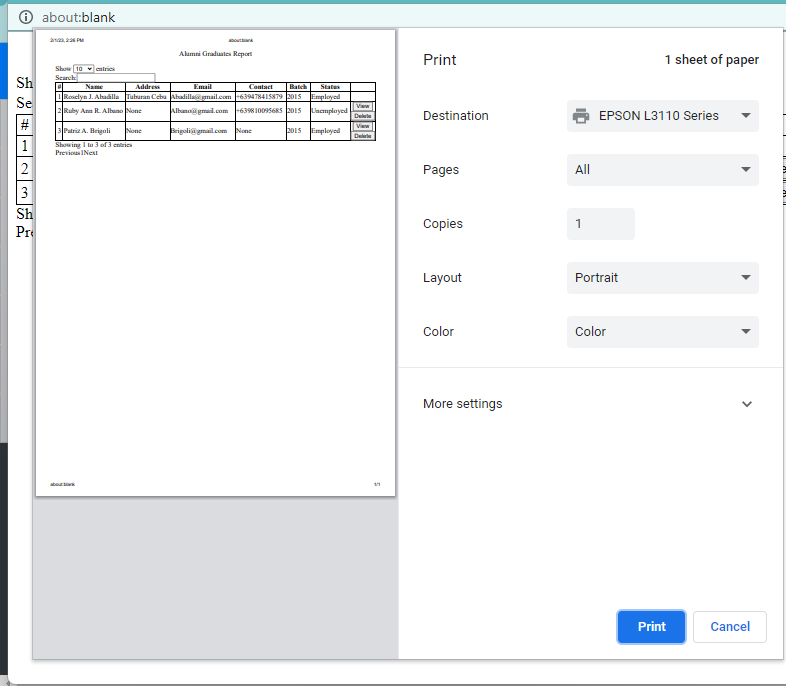 about:blank
Sh
Se
#
1
2
3
Sh
Pre
2/1/23, 2:26 PM about:blank
Alumni Graduates Report
Show 10 entries
Search:
# Name Address Email Contact Batch Status
1 Roselyn J. Abadilla Tuburan Cebu Abadilla@gmail.com +639478415879 2015 Employed
2 Ruby Ann R. Albano None Albano@gmail.com +639810095685 2015 Unemployed View Delete
3 Patriz A. Brigoli None Brigoli@gmail.com None 2015 Employed View Delete
Showing 1 to 3 of 3 entries
Previous1Next
about:blank 1/1
Print 1 sheet of paper
Destination EPSON L3110 Series
Pages All
Copies 1
Layout Portrait
Color Color
More settings
Print Cancel